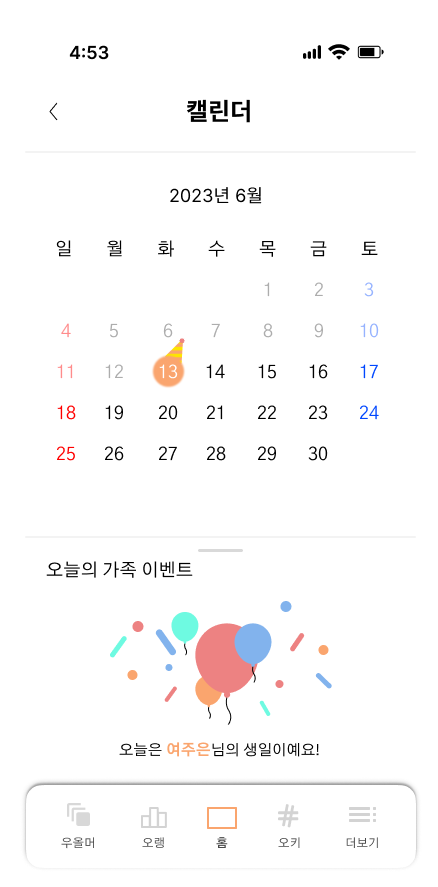 4:53
캘린더
2023년 6월
일 월 화 수 목 금 토
1 2 3
4 5 6 7 8 9 10
11 12 13 14 15 16 17
18 19 20 21 22 23 24
25 26 27 28 29 30
오늘의 가족 이벤트
오늘은 여주은님의 생일이예요!
우올머 오랭 홈 오키 더보기